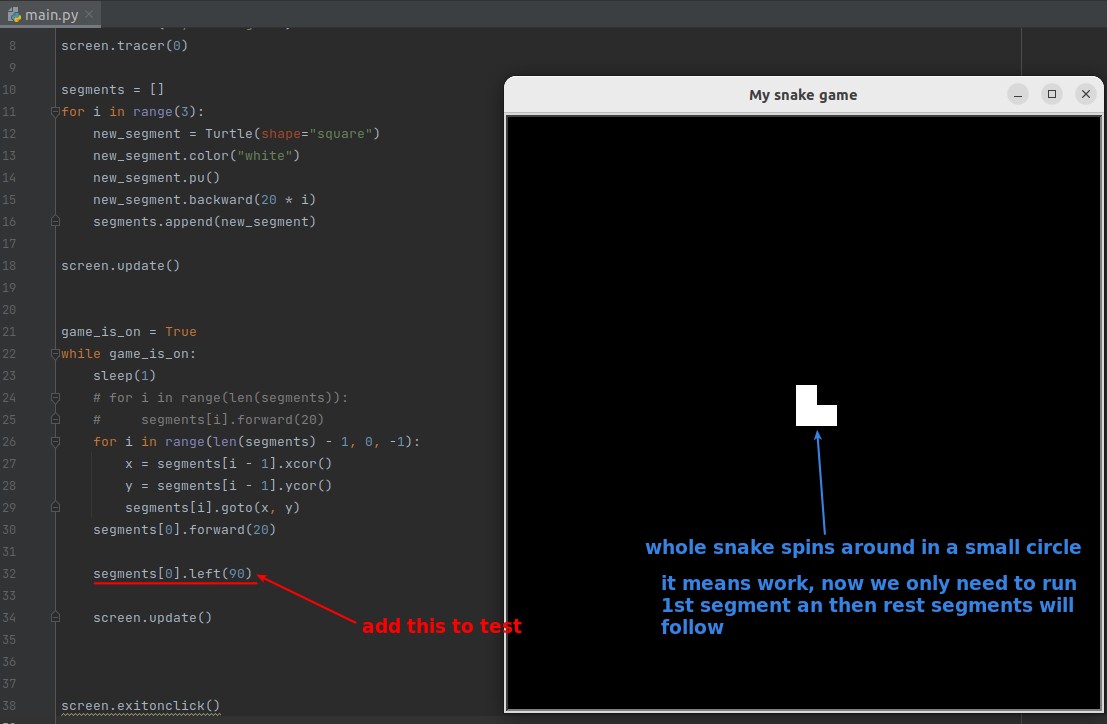 main.py
8 screen.tracer(0)
9
10 segments = []
11 for i in range(3):
12     new_segment = Turtle(shape="square")
13     new_segment.color("white")
14     new_segment.pu()
15     new_segment.backward(20 * i)
16     segments.append(new_segment)
17
18 screen.update()
19
20
21 game_is_on = True
22 while game_is_on:
23     sleep(1)
24     # for i in range(len(segments)):
25     #     segments[i].forward(20)
26     for i in range(len(segments) - 1, 0, -1):
27         x = segments[i - 1].xcor()
28         y = segments[i - 1].ycor()
29         segments[i].goto(x, y)
30     segments[0].forward(20)
31
32     segments[0].left(90)
33
34     screen.update()
35
36
37
38 screen.exitonclick()
add this to test
My snake game
whole snake spins around in a small circle
it means work, now we only need to run
1st segment an then rest segments will
follow